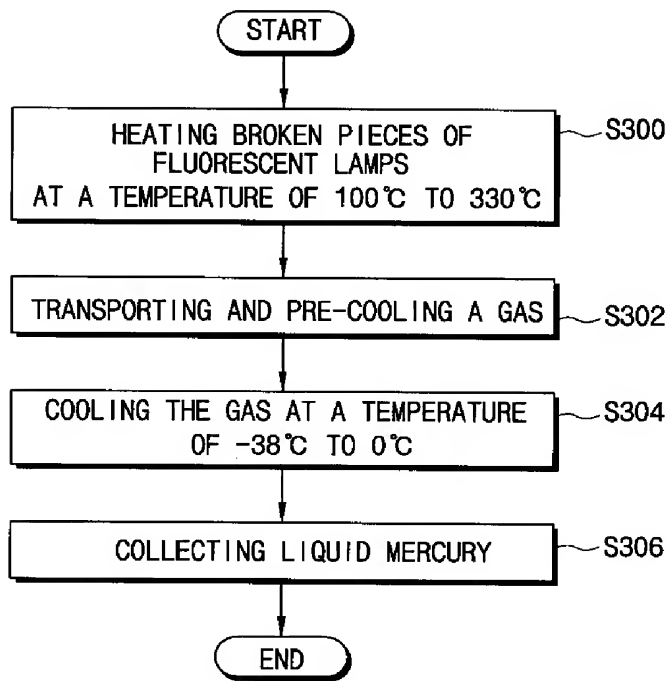 START
HEATING BROKEN PIECES OF
FLUORESCENT LAMPS
AT A TEMPERATURE OF 100℃ TO 330℃
S300
TRANSPORTING AND PRE-COOLING A GAS
S302
COOLING THE GAS AT A TEMPERATURE
OF -38℃ TO 0℃
S304
COLLECTING LIQUID MERCURY
S306
END